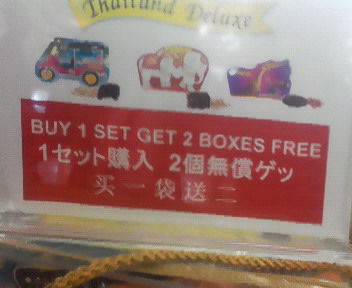 Thailand Deluxe
BUY 1 SET GET 2 BOXES FREE
1セット購入 2個無償ゲッ
买一袋送二